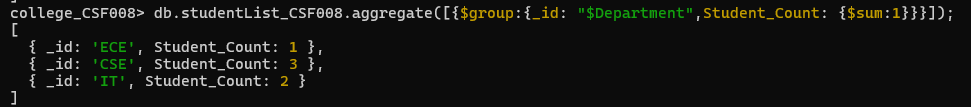 college_CSF008> db.studentList_CSF008.aggregate([{$group:{_id: "$Department",Student_Count: {$sum:1}}}]);
[
  { _id: 'ECE', Student_Count: 1 },
  { _id: 'CSE', Student_Count: 3 },
  { _id: 'IT', Student_Count: 2 }
]